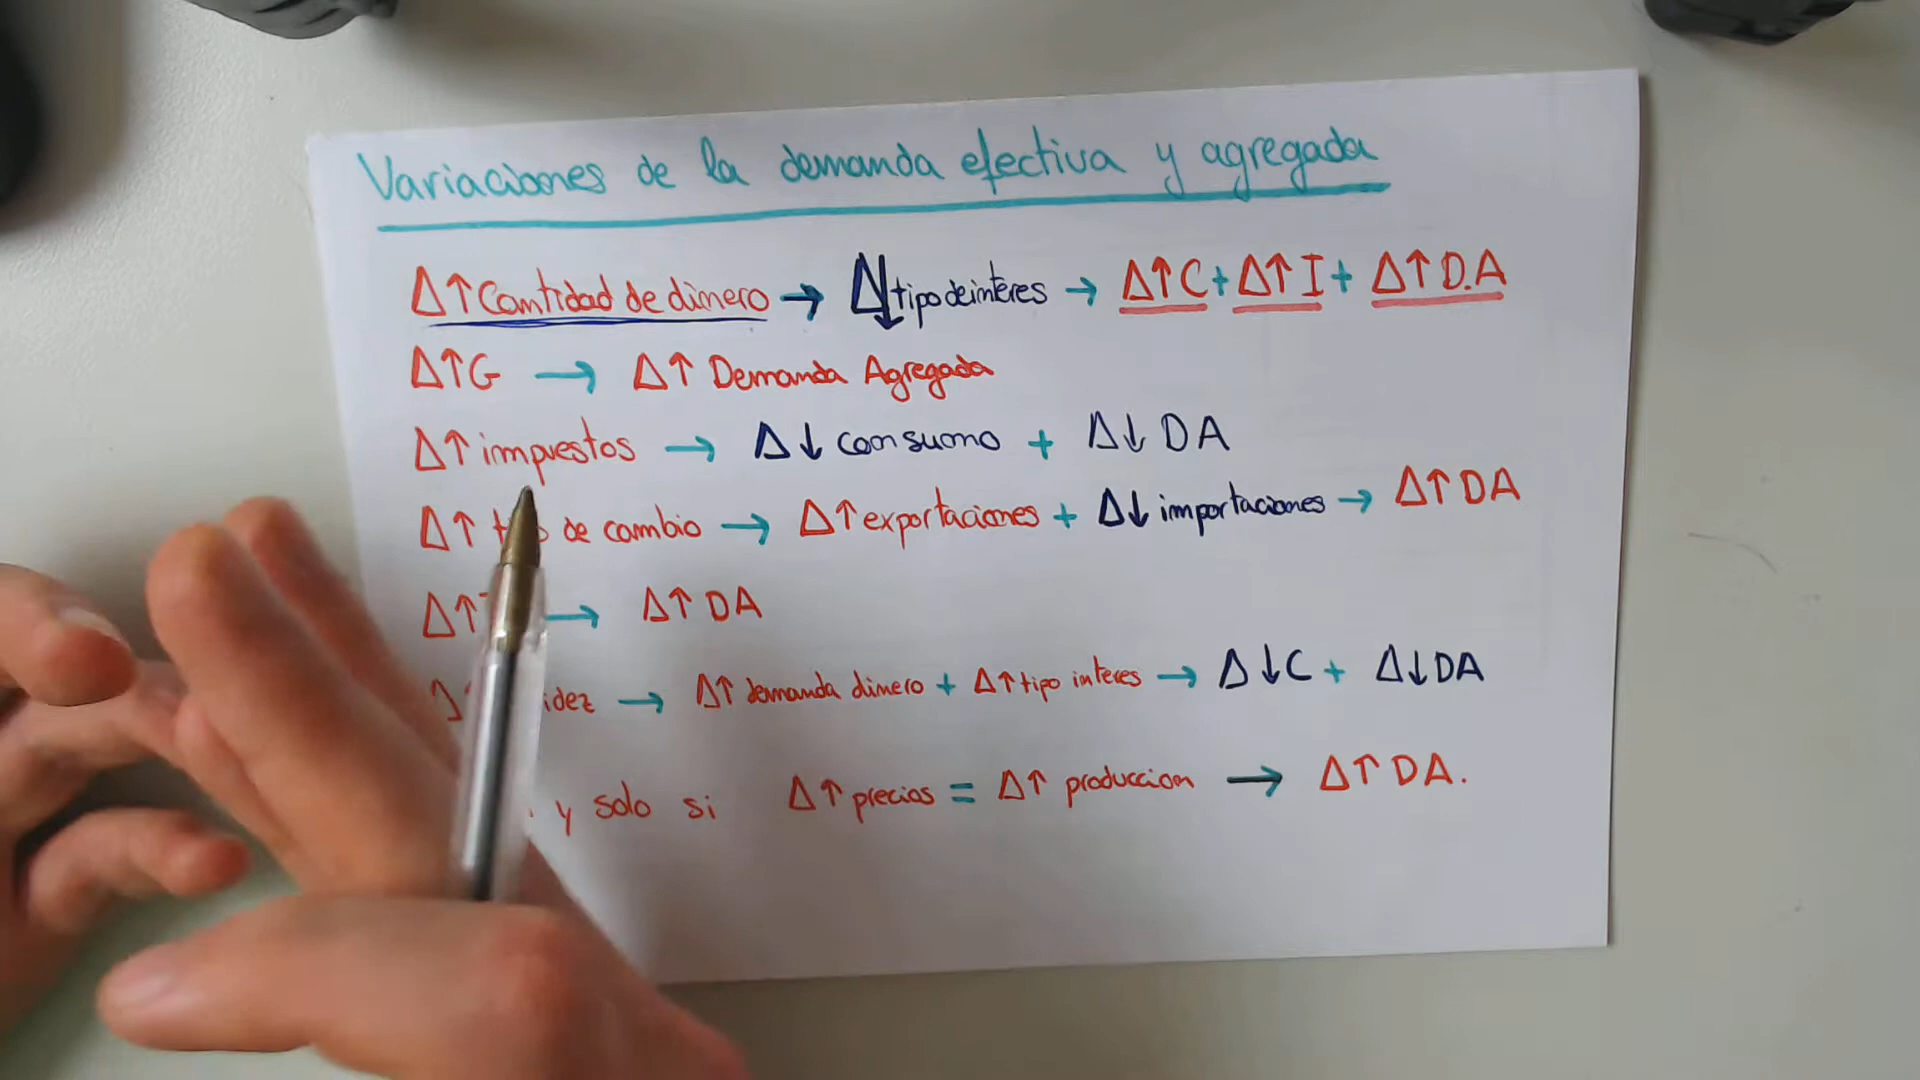 Variaciones de la demanda efectiva y agregada
Δ↑ Cantidad de dinero → Δ↓ tipo de interes → Δ↑ C + Δ↑ I + Δ↑ D.A
Δ↑ G → Δ↑ Demanda Agregada
Δ↑ impuestos → Δ↓ consumo + Δ↓ DA
Δ↑ de cambio → Δ↑ exportaciones + Δ↓ importaciones → Δ↑ DA
Δ↑ → Δ↑ DA
→ Δ↑ demanda dinero + Δ↑ tipo interes → Δ↓ C + Δ↓ DA
y solo si Δ↑ precios = Δ↑ produccion → Δ↑ DA.